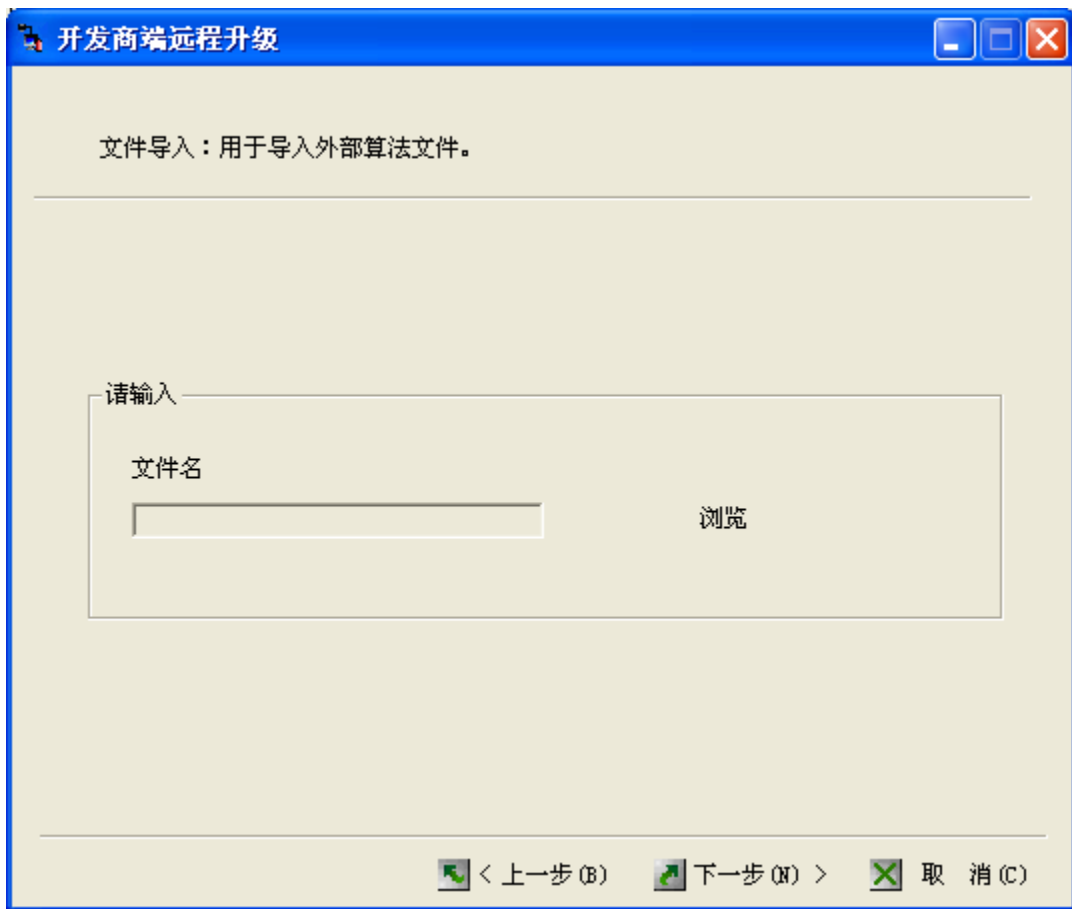 开发商端远程升级
文件导入：用于导入外部算法文件。
请输入
文件名
浏览
< 上一步(B) 下一步(N) > 取 消(C)